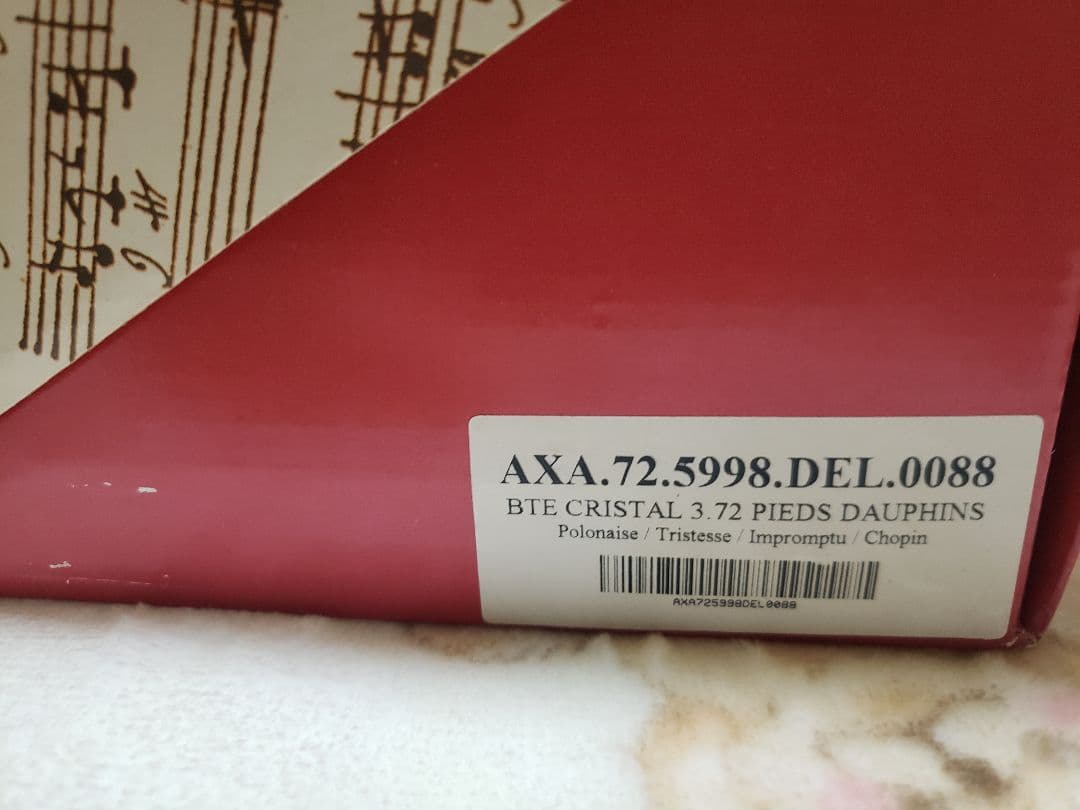 AXA.72.5998.DEL.0088
BTE CRISTAL 3.72 PIEDS DAUPHINS
Polonaise / Tristesse / Impromptu / Chopin
AXA725998DEL0088